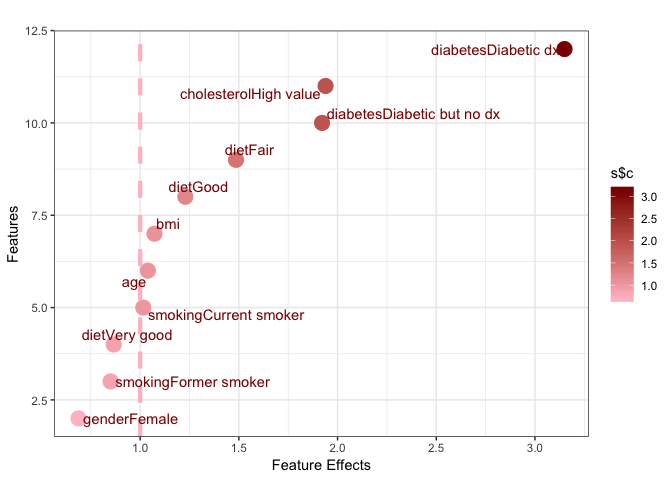 12.5
10.0
7.5
5.0
2.5
Features
diabetesDiabetic dx
cholesterolHigh value
diabetesDiabetic but no dx
dietFair
dietGood
bmi
age
smokingCurrent smoker
dietVery good
smokingFormer smoker
genderFemale
1.0
1.5
2.0
2.5
3.0
Feature Effects
s$c
3.0
2.5
2.0
1.5
1.0